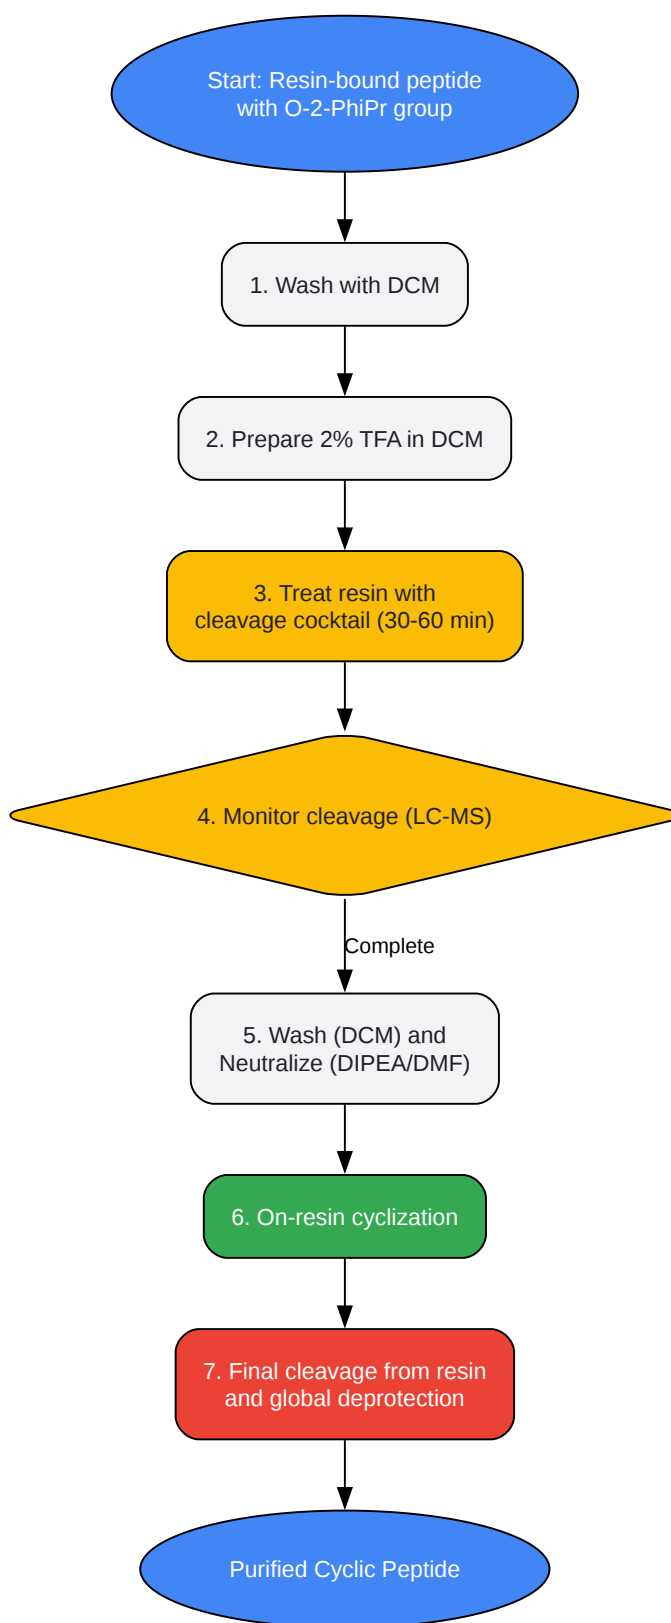 Start: Resin-bound peptide
with O-2-PhiPr group
1. Wash with DCM
2. Prepare 2% TFA in DCM
3. Treat resin with
cleavage cocktail (30-60 min)
4. Monitor cleavage (LC-MS)
Complete
5. Wash (DCM) and
Neutralize (DIPEA/DMF)
6. On-resin cyclization
7. Final cleavage from resin
and global deprotection
Purified Cyclic Peptide